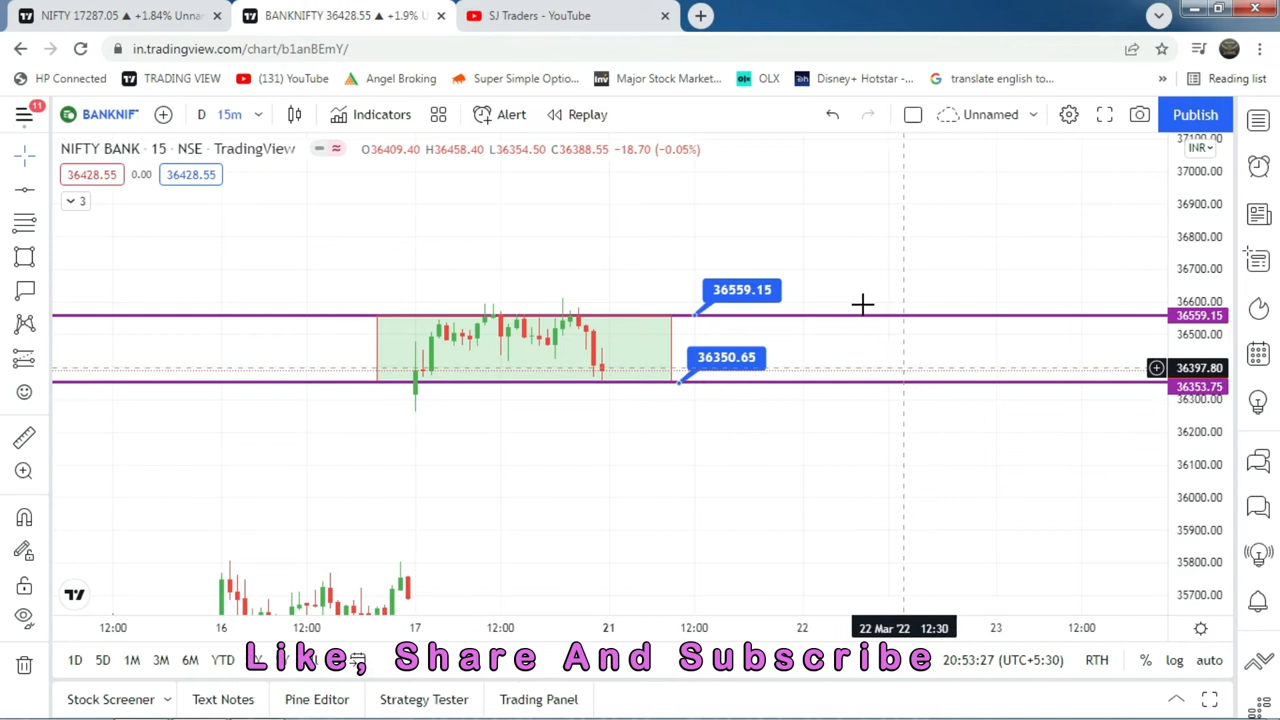 NIFTY 17287.05 ▲ +1.84% Unnar
BANKNIFTY 36428.55 ▲ +1.9% U
SJ Traders - YouTube
in.tradingview.com/chart/b1anBEmY/
HP Connected
TRADING VIEW
(131) YouTube
Angel Broking
Super Simple Optio...
Inv
Major Stock Market...
OLX
Disney+ Hotstar -...
translate english to...
»
Reading list
11
BANKNIF
D
15m
Indicators
Alert
Replay
Unnamed
Publish
NIFTY BANK · 15 · NSE · TradingView
O36409.40 H36458.40 L36354.50 C36388.55 −18.70 (−0.05%)
36428.55
0.00
36428.55
3
INR
37100.00
37000.00
36900.00
36800.00
36700.00
36600.00
36559.15
36500.00
36397.80
36353.75
36300.00
36200.00
36100.00
36000.00
35900.00
35800.00
35700.00
36559.15
36350.65
12:00
16
12:00
17
12:00
21
12:00
22
22 Mar '22 12:30
23
12:00
1D
5D
1M
3M
6M
YTD
Like, Share And Subscribe
20:53:27 (UTC+5:30)
RTH
%
log
auto
Stock Screener
Text Notes
Pine Editor
Strategy Tester
Trading Panel